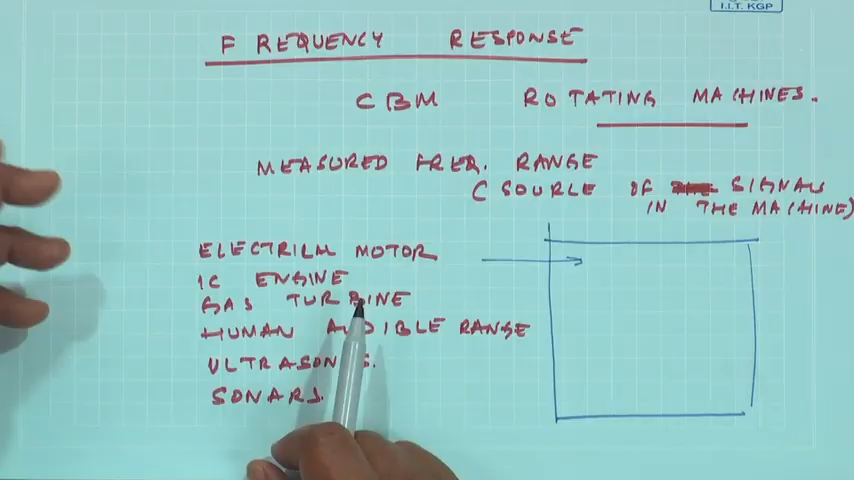 I.I.T. KGP
FREQUENCY RESPONSE
CBM ROTATING MACHINES.
MEASURED FREQ. RANGE
(SOURCE OF SIGNALS
IN THE MACHINE)
ELECTRICAL MOTOR
IC ENGINE
GAS TURBINE
HUMAN AUDIBLE RANGE
ULTRASONICS.
SONARS.